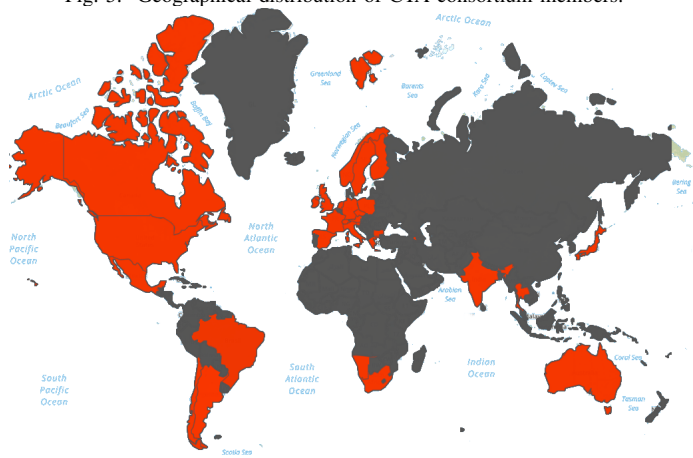 Fig. 3. Geographical distribution of CTA consortium members.
Arctic Ocean
Greenland
Sea
Barents
Sea
Kara Sea
Laptev Sea
Arctic Ocean
Beaufort Sea
Baffin Bay
Norwegian Sea
Bering
Sea
North
Pacific
Ocean
North
Atlantic
Ocean
Arabian
Sea
South
Pacific
Ocean
South
Atlantic
Ocean
Indian
Ocean
Coral Sea
Tasman
Sea
Scotia Sea